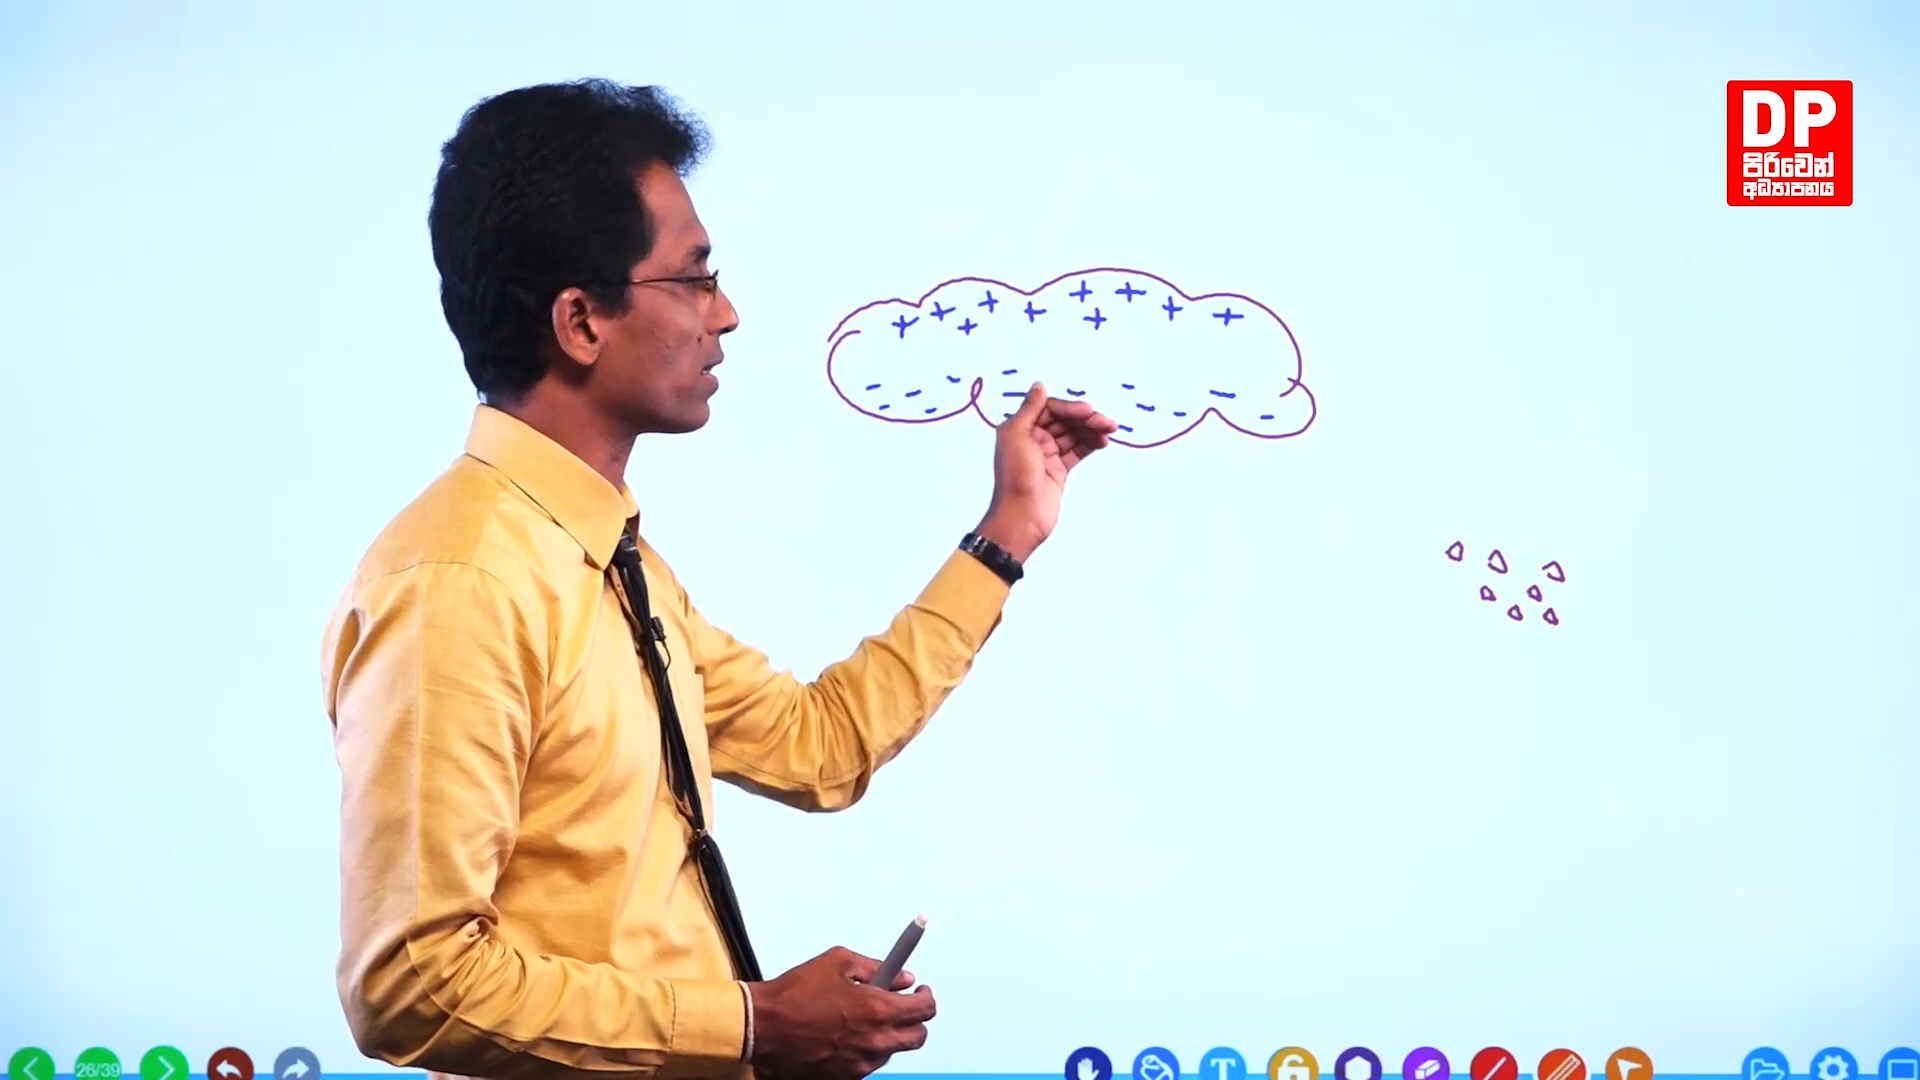 DP
පිරිවෙන්
අධ්‍යාපනය
+ + + + + + + + + +
- - - - - - - - - - - - - - -
26/39
T